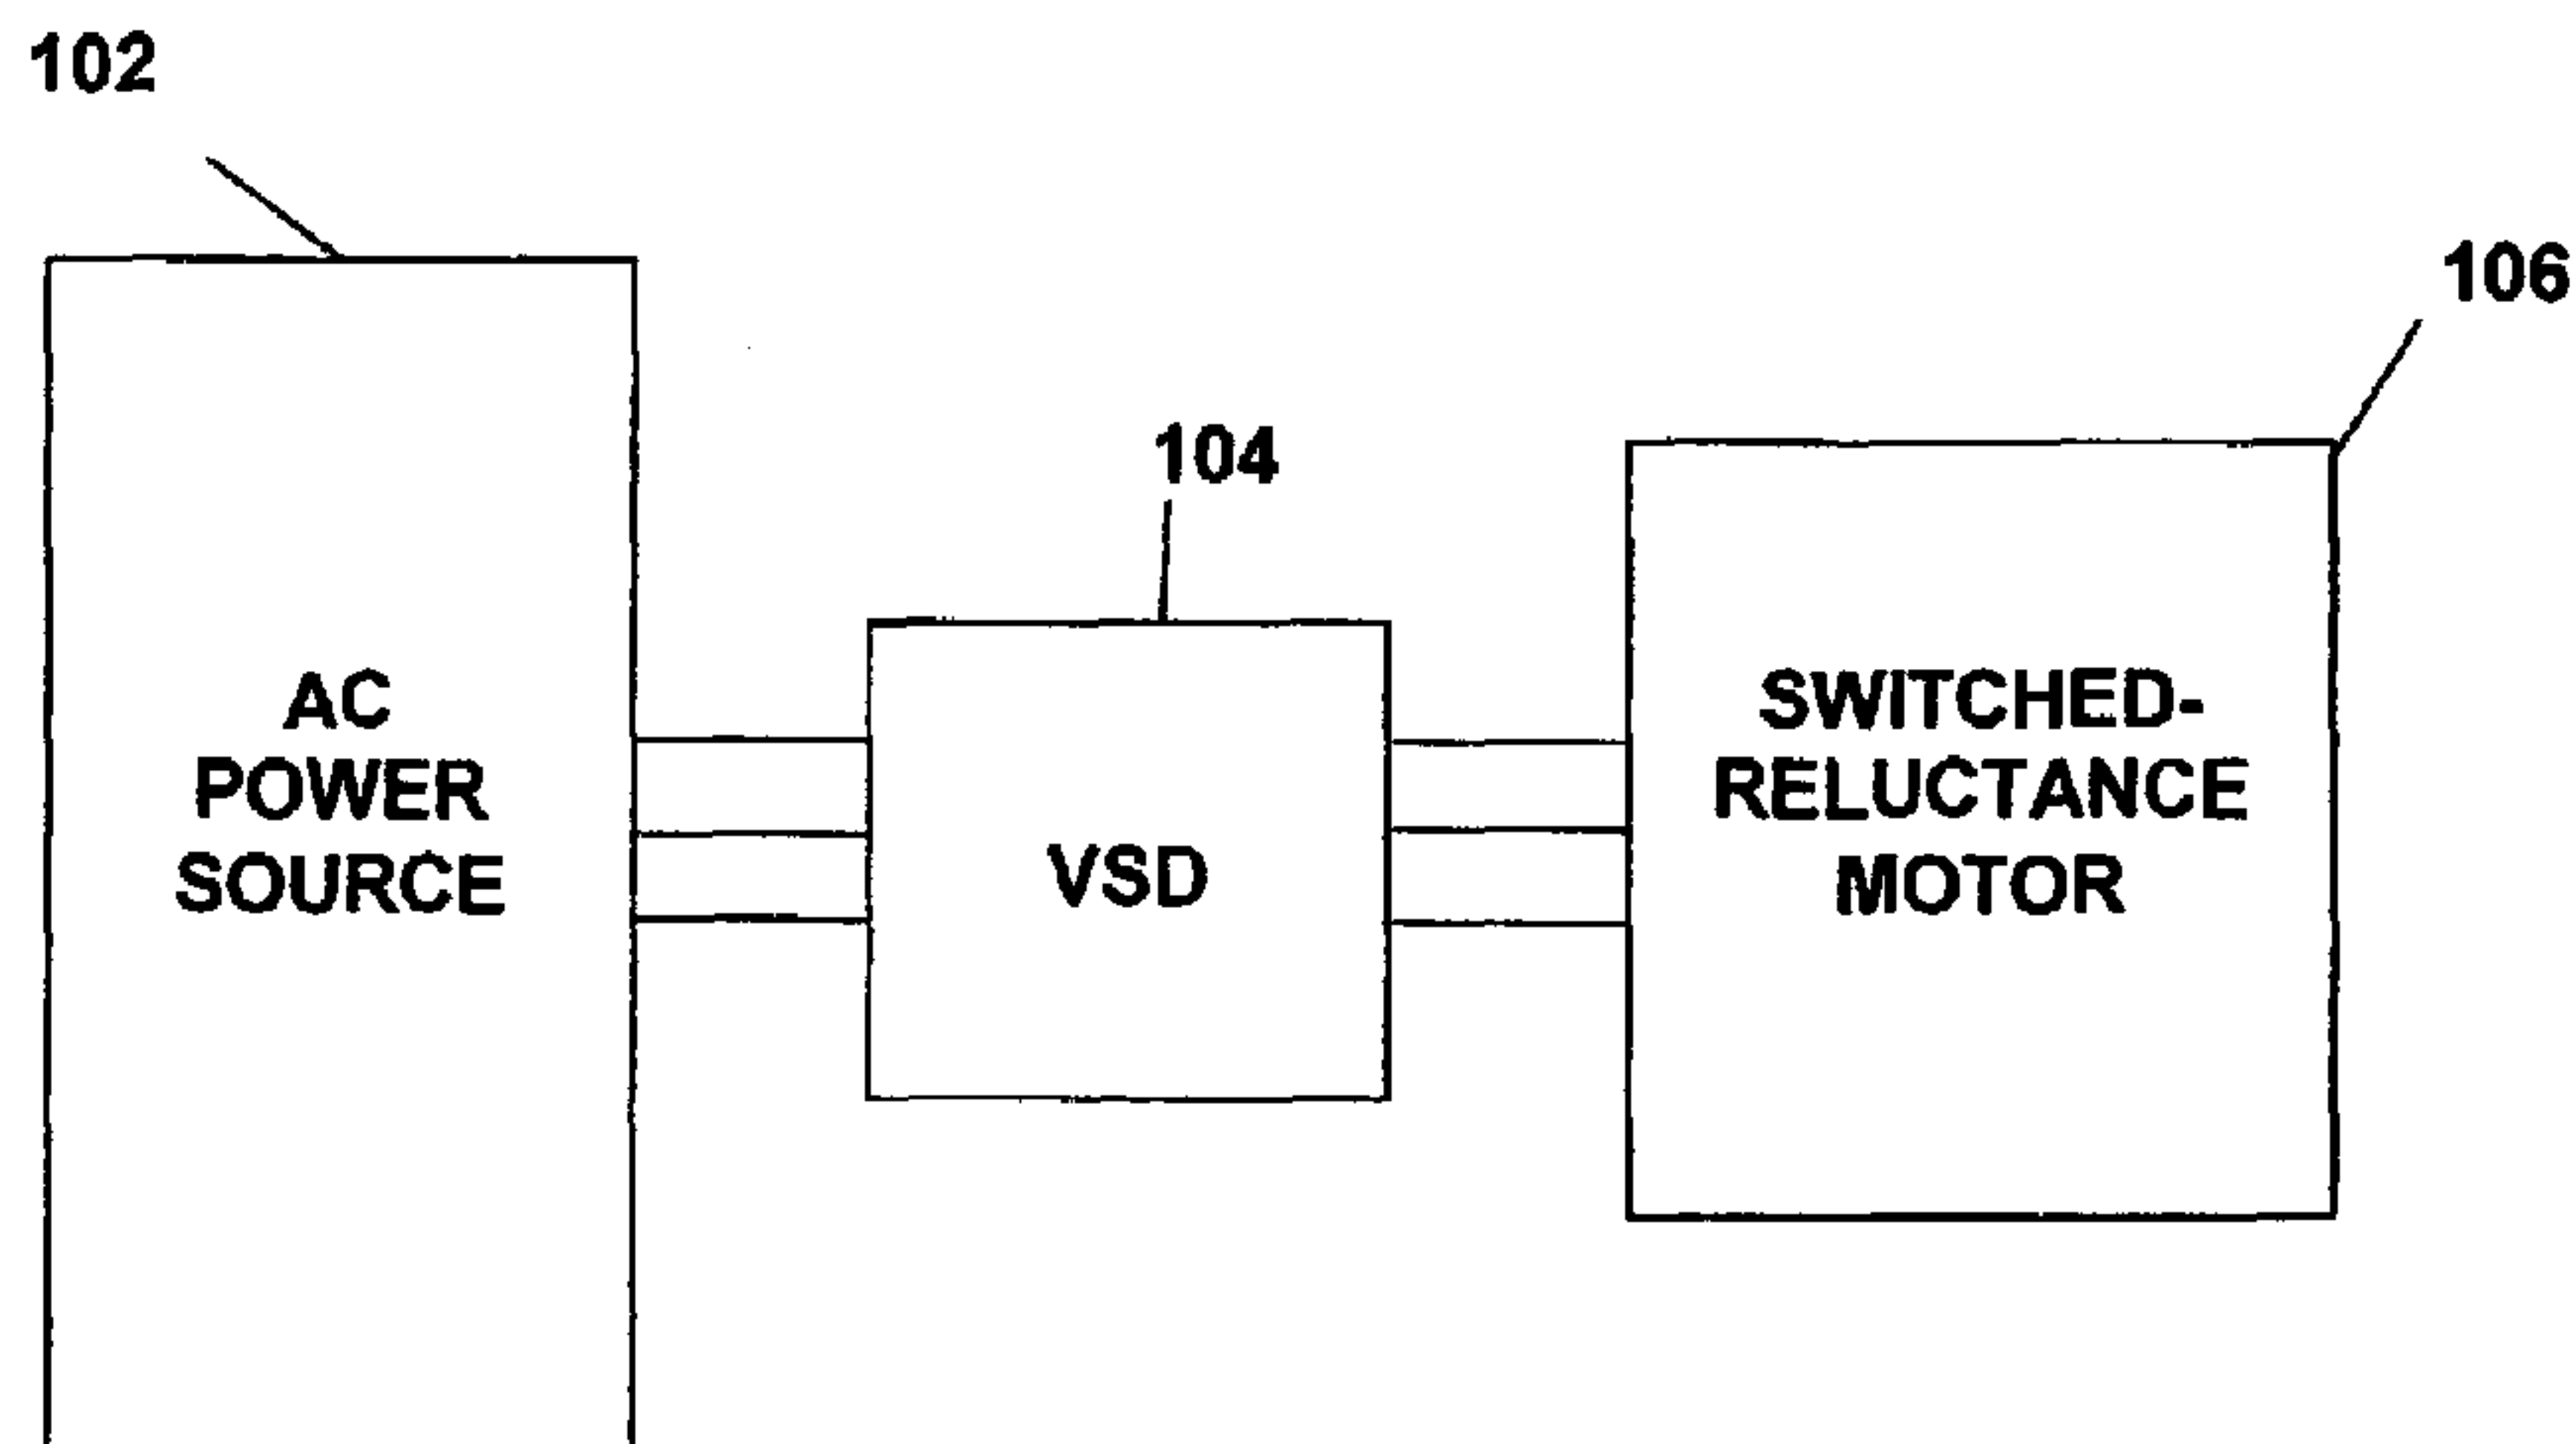 102
106
104
AC
POWER
SOURCE
VSD
SWITCHED-
RELUCTANCE
MOTOR